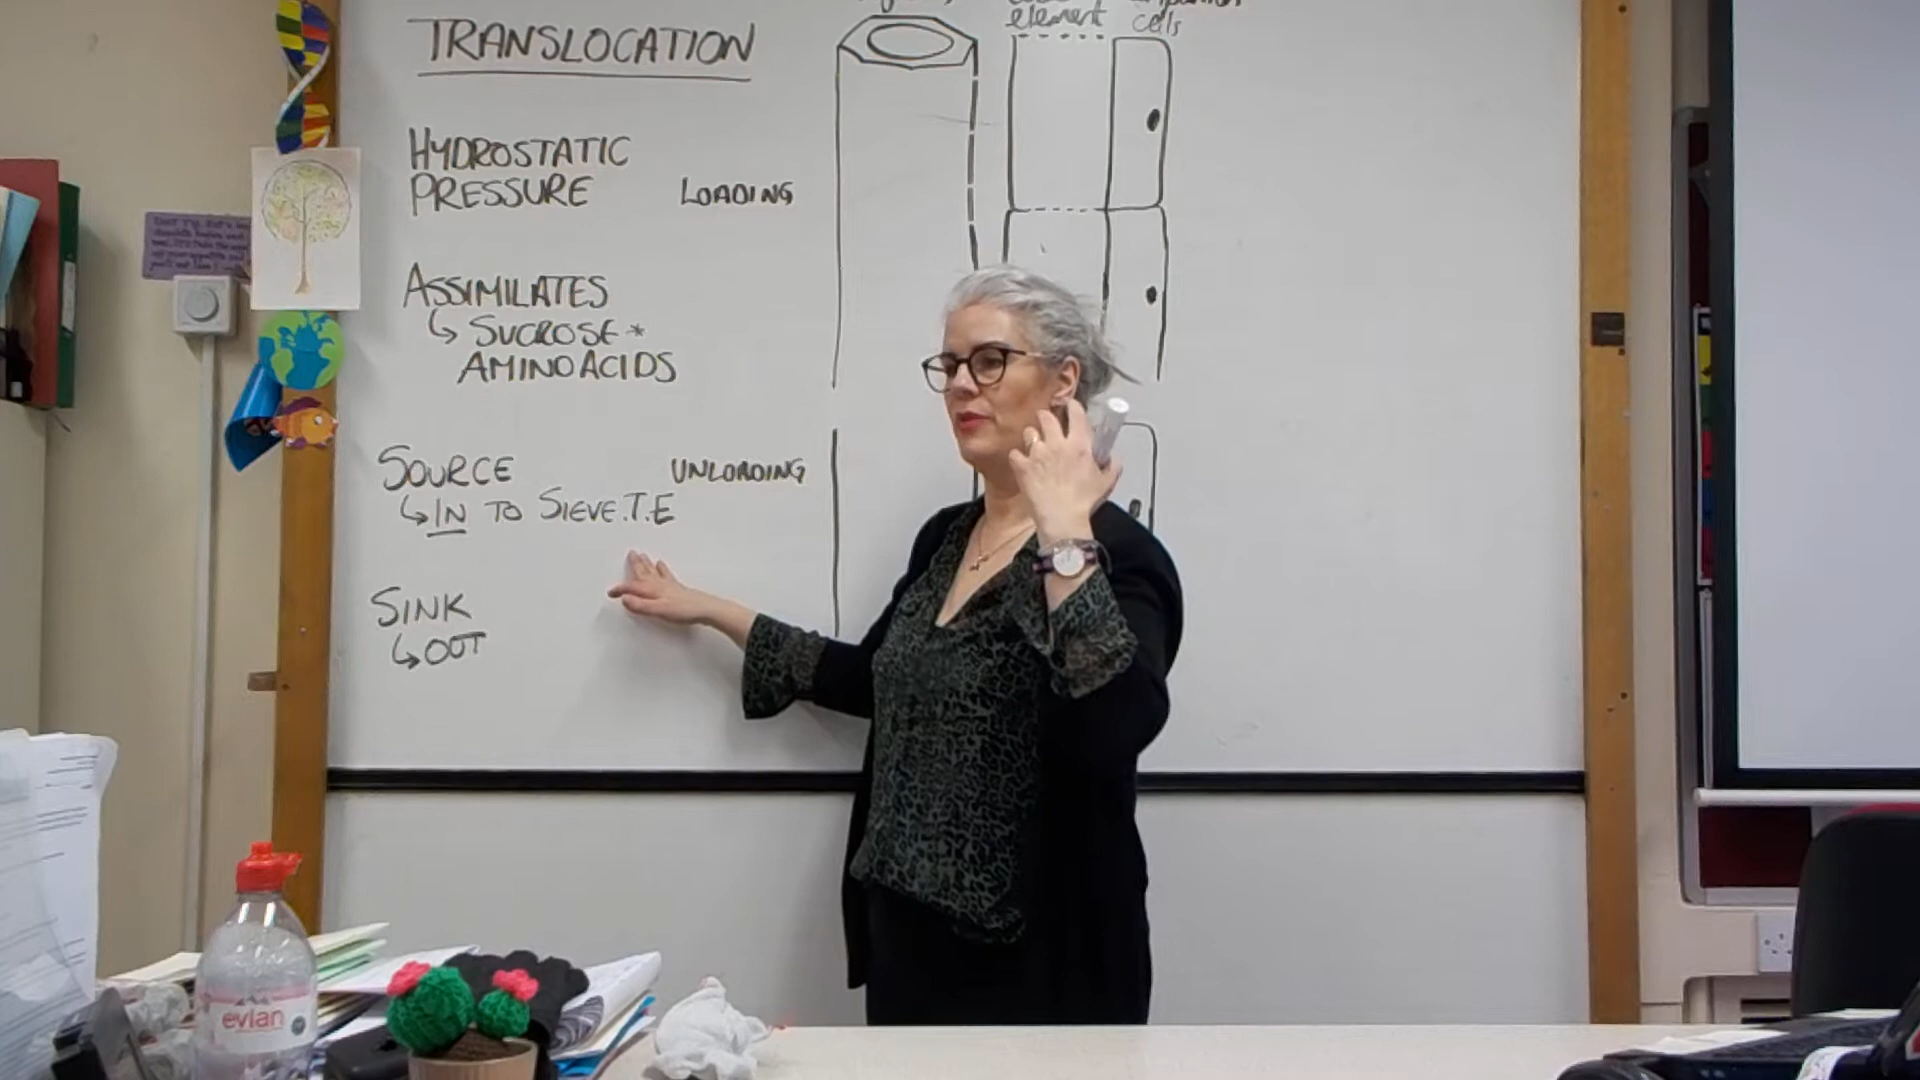 TRANSLOCATION
HYDROSTATIC
PRESSURE
LOADING
ASSIMILATES
↳ SUCROSE *
AMINO ACIDS
SOURCE
UNLOADING
↳ IN TO SIEVE.T.E
SINK
↳ OUT
element
cells
evian